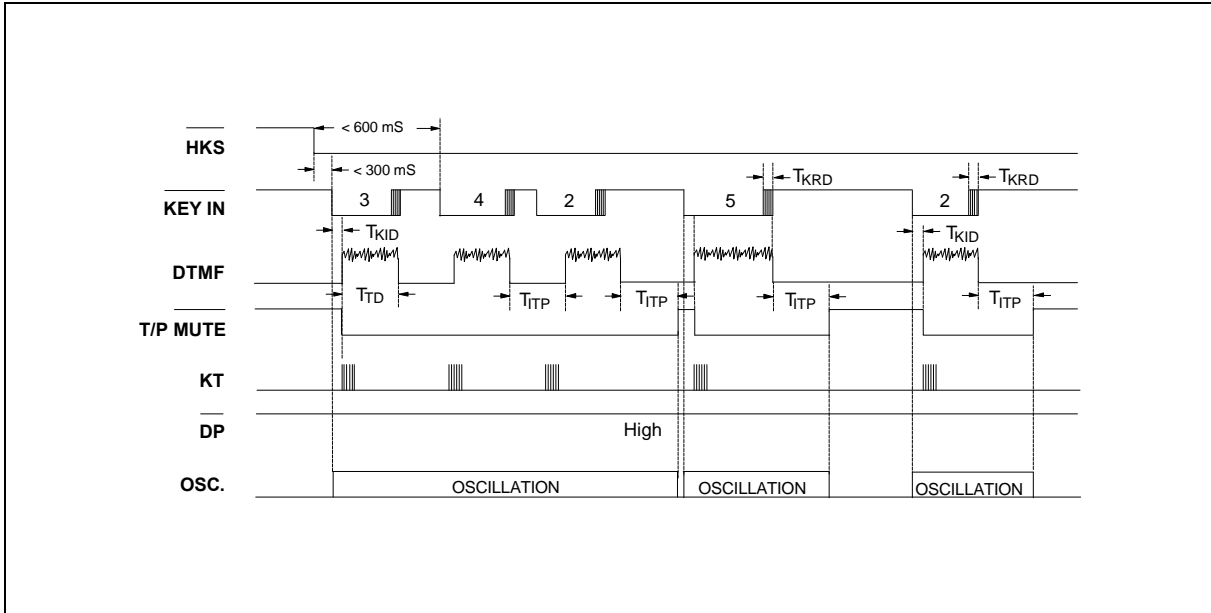 HKS
< 600 mS
< 300 mS
TKRD
TKRD
KEY IN
3
4
2
5
2
TKID
TKID
DTMF
TTD
TITP
TITP
TITP
TITP
T/P MUTE
KT
DP
High
OSC.
OSCILLATION
OSCILLATION
OSCILLATION